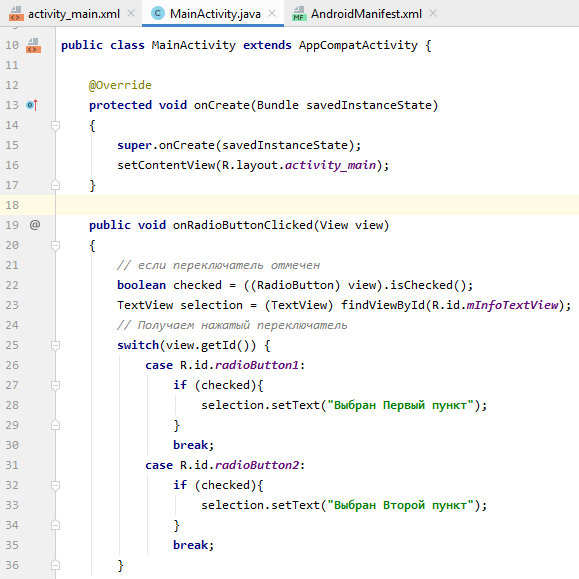 activity_main.xml × MainActivity.java × AndroidManifest.xml ×
10 public class MainActivity extends AppCompatActivity {
11
12 @Override
13 protected void onCreate(Bundle savedInstanceState)
14 {
15 super.onCreate(savedInstanceState);
16 setContentView(R.layout.activity_main);
17 }
18
19 @ public void onRadioButtonClicked(View view)
20 {
21 // если переключатель отмечен
22 boolean checked = ((RadioButton) view).isChecked();
23 TextView selection = (TextView) findViewById(R.id.mInfoTextView);
24 // Получаем нажатый переключатель
25 switch(view.getId()) {
26 case R.id.radioButton1:
27 if (checked){
28 selection.setText("Выбран Первый пункт");
29 }
30 break;
31 case R.id.radioButton2:
32 if (checked){
33 selection.setText("Выбран Второй пункт");
34 }
35 break;
36 }